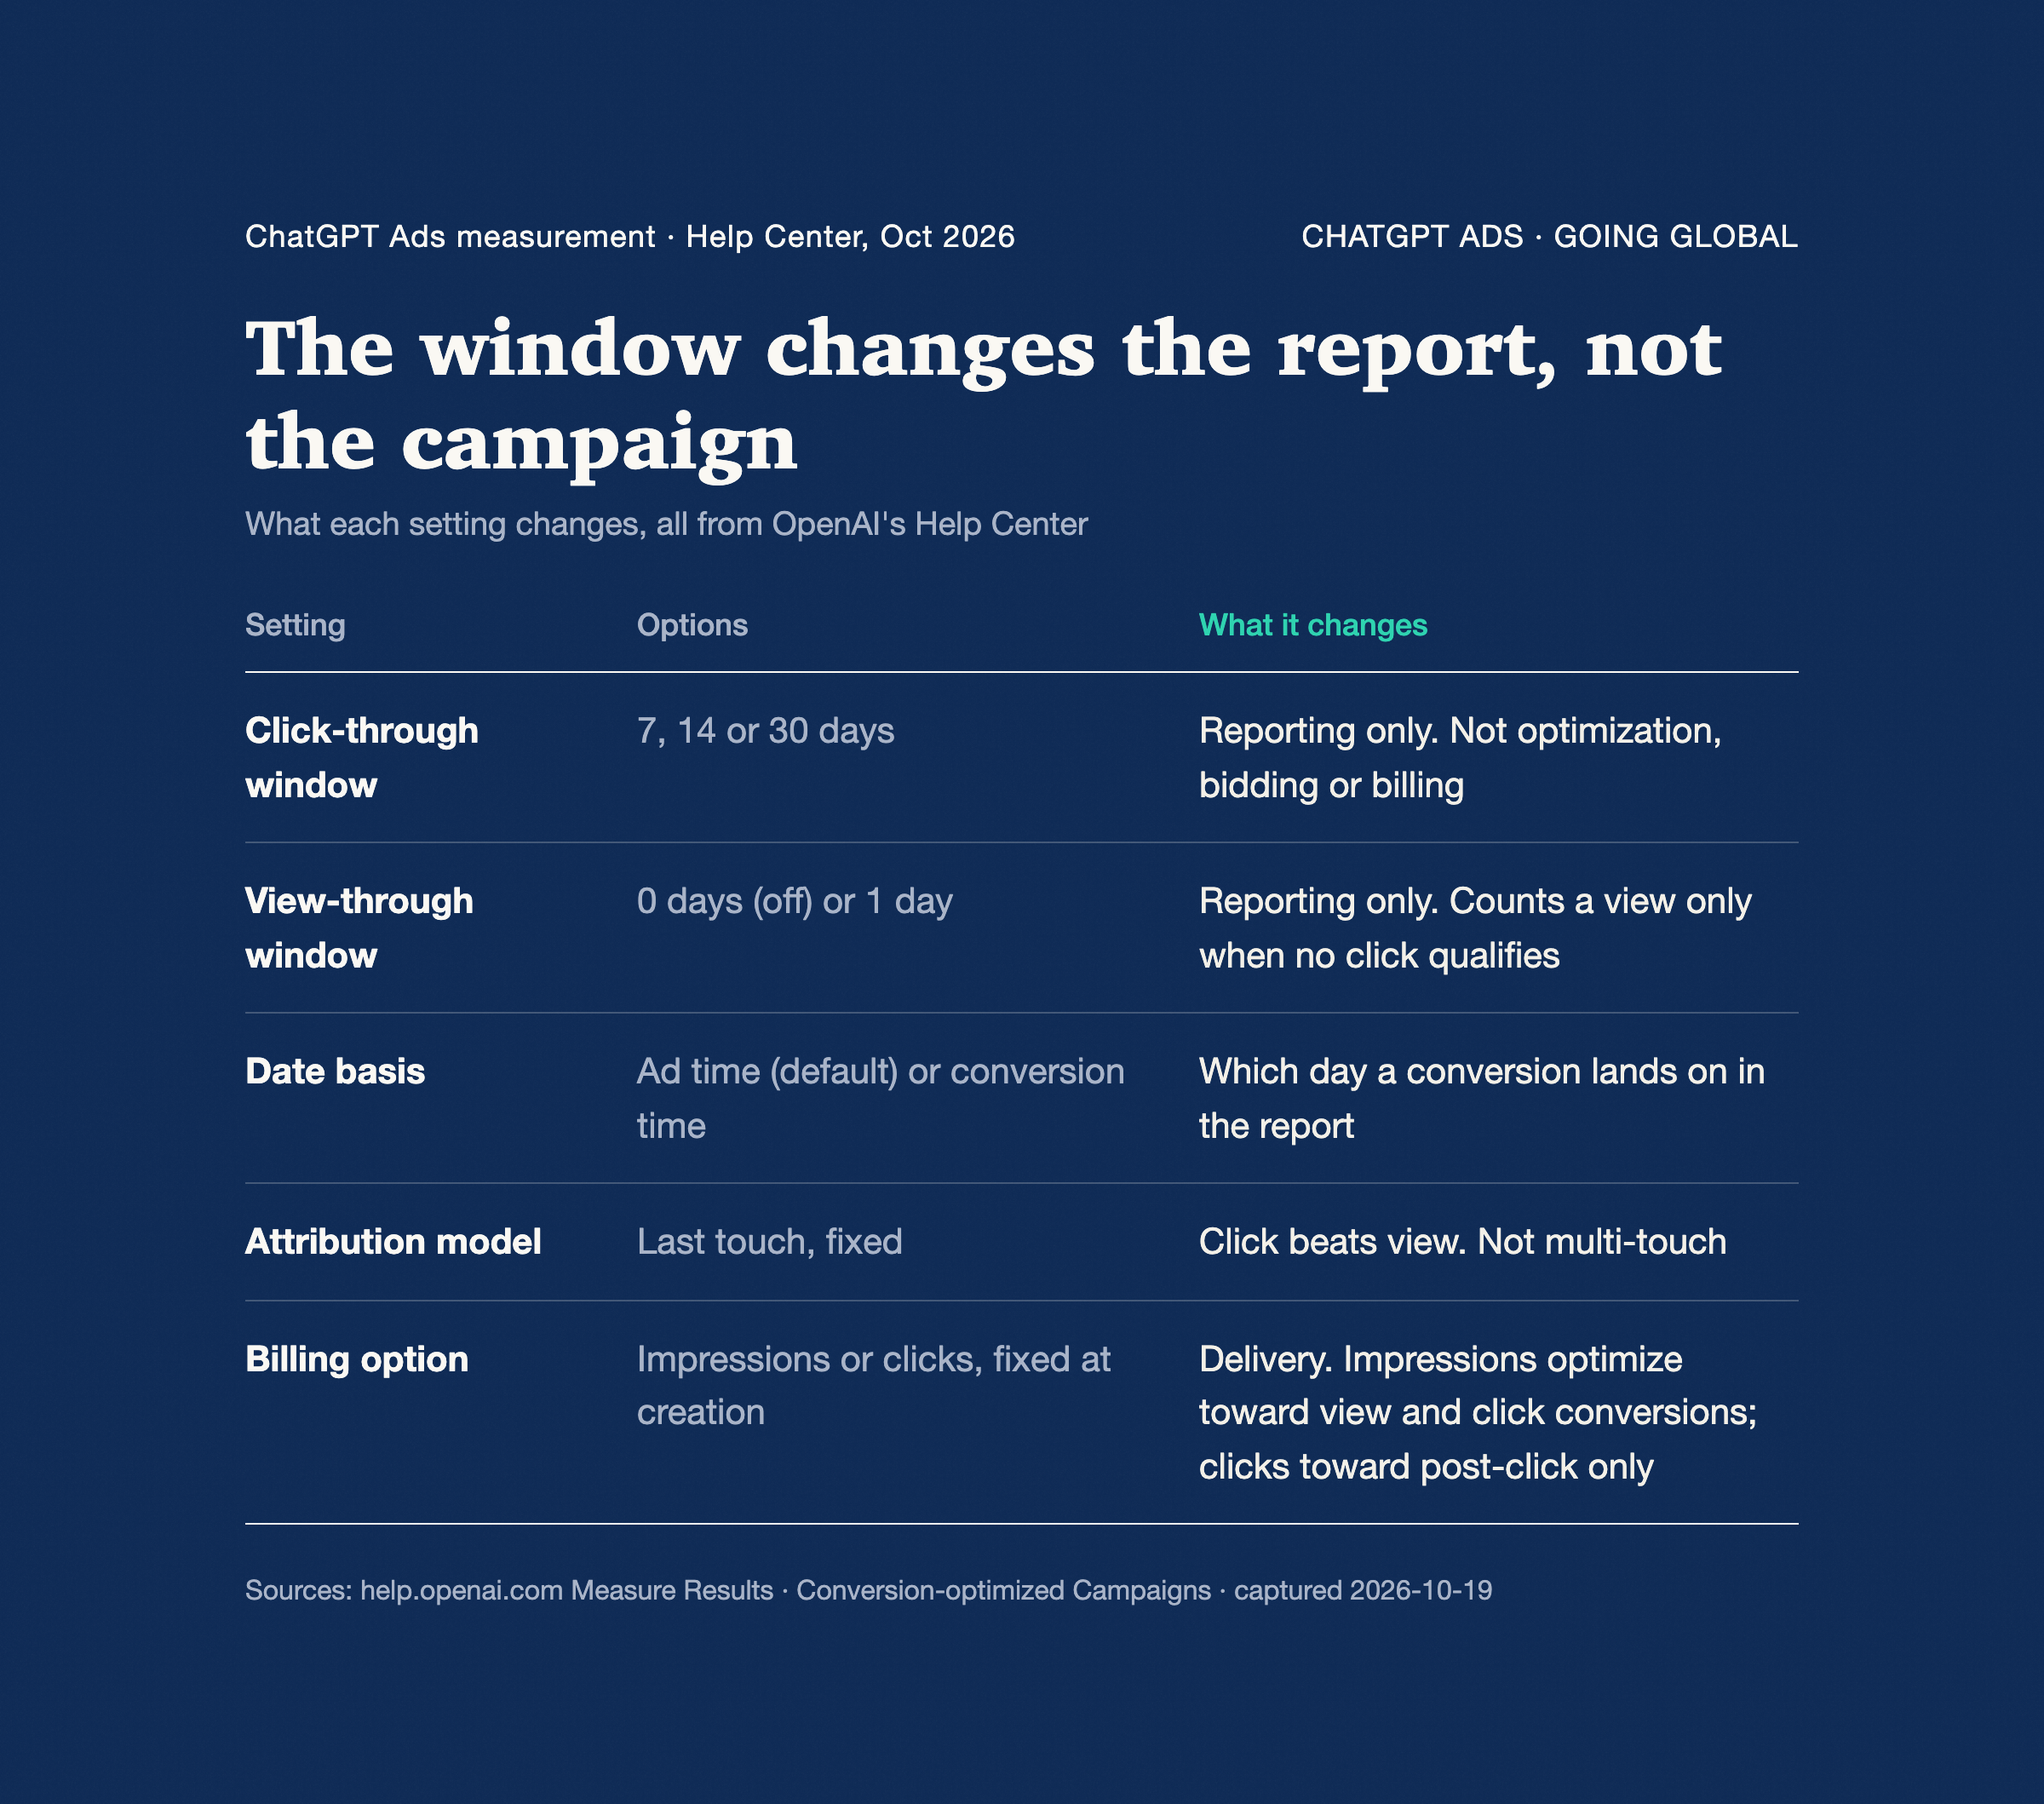 ChatGPT Ads measurement · Help Center, Oct 2026
CHATGPT ADS · GOING GLOBAL
The window changes the report, not
the campaign
What each setting changes, all from OpenAI's Help Center
Setting
Options
What it changes
Click-through
window
7, 14 or 30 days
Reporting only. Not optimization,
bidding or billing
View-through
window
0 days (off) or 1 day
Reporting only. Counts a view only
when no click qualifies
Date basis
Ad time (default) or conversion
time
Which day a conversion lands on in
the report
Attribution model
Last touch, fixed
Click beats view. Not multi-touch
Billing option
Impressions or clicks, fixed at
creation
Delivery. Impressions optimize
toward view and click conversions;
clicks toward post-click only
Sources: help.openai.com Measure Results · Conversion-optimized Campaigns · captured 2026-10-19